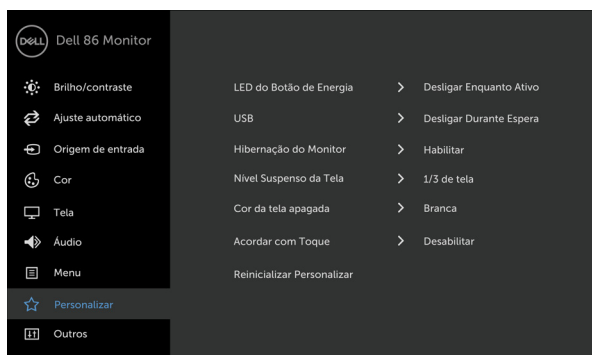 DELL
Dell 86 Monitor
Brilho/contraste
LED do Botão de Energia
Desligar Enquanto Ativo
Ajuste automático
USB
Desligar Durante Espera
Origem de entrada
Hibernação do Monitor
Habilitar
Cor
Nível Suspenso da Tela
1/3 de tela
Tela
Cor da tela apagada
Branca
Áudio
Acordar com Toque
Desabilitar
Menu
Reinicializar Personalizar
Personalizar
Outros